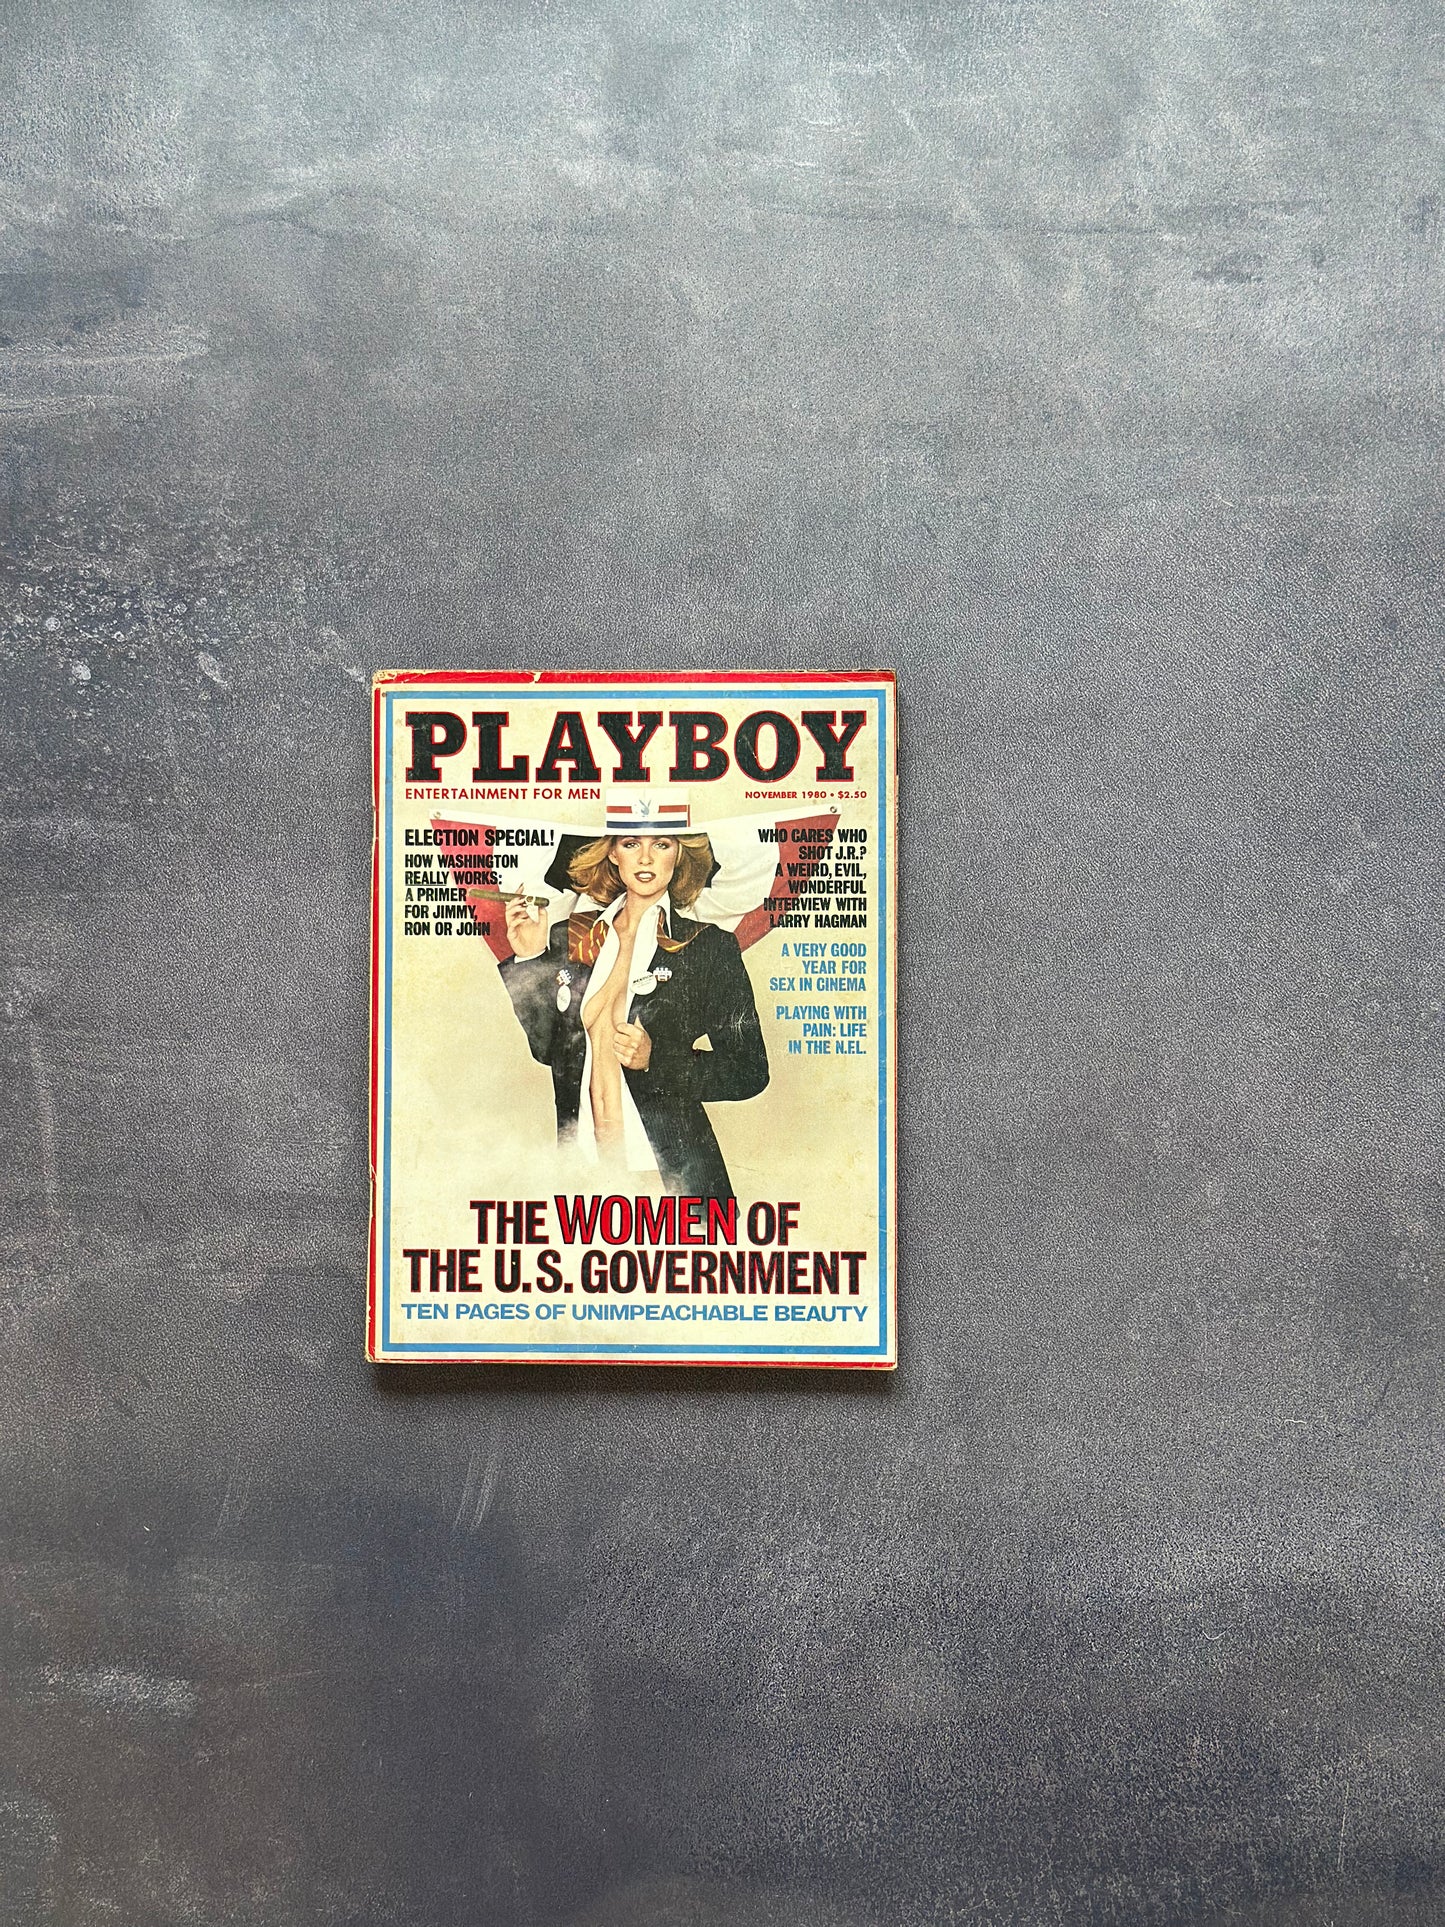 PLAYBOY
ENTERTAINMENT FOR MEN
NOVEMBER 1980 • $2.50
ELECTION SPECIAL!
HOW WASHINGTON
REALLY WORKS:
A PRIMER
FOR JIMMY,
RON OR JOHN
WHO CARES WHO
SHOT J.R.?
A WEIRD, EVIL,
WONDERFUL
INTERVIEW WITH
LARRY HAGMAN
A VERY GOOD
YEAR FOR
SEX IN CINEMA
PLAYING WITH
PAIN: LIFE
IN THE N.F.L.
THE WOMEN OF
THE U.S. GOVERNMENT
TEN PAGES OF UNIMPEACHABLE BEAUTY